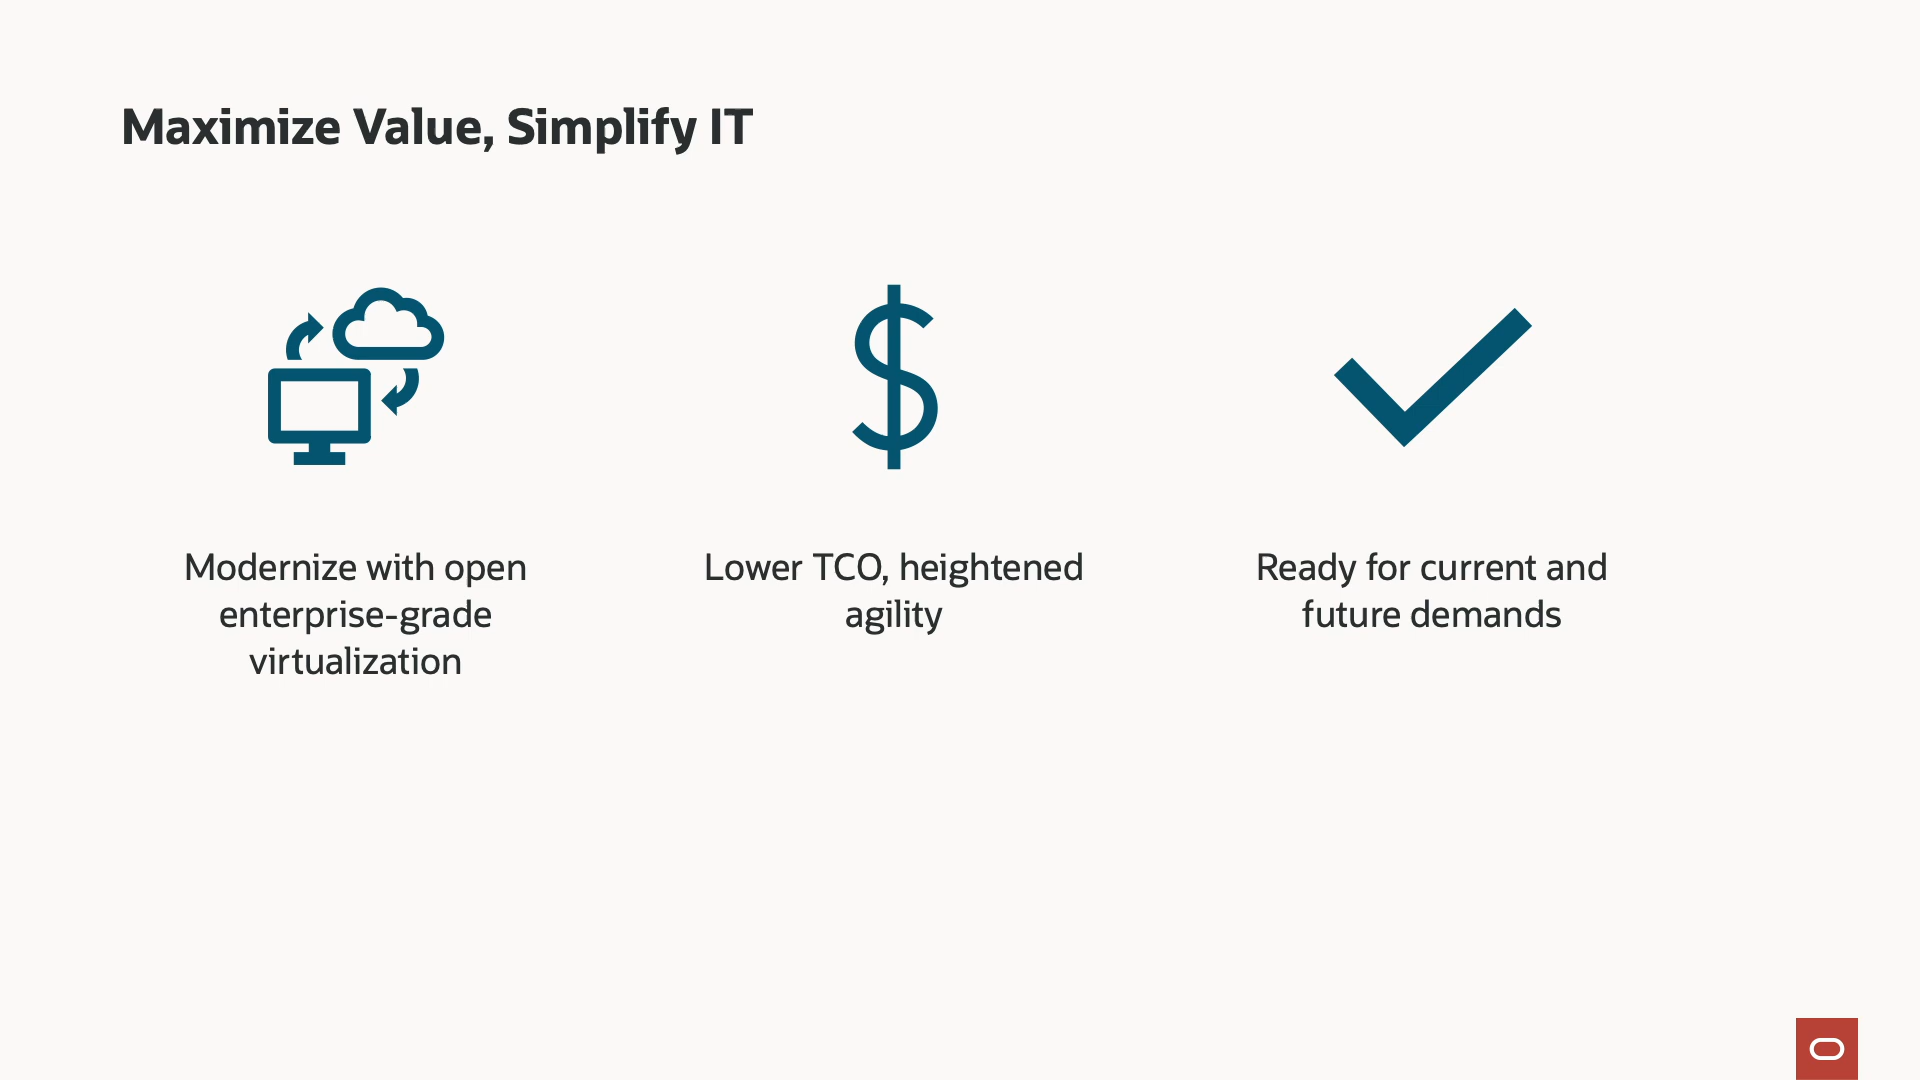 Maximize Value, Simplify IT
Modernize with open
enterprise-grade
virtualization
Lower TCO, heightened
agility
Ready for current and
future demands